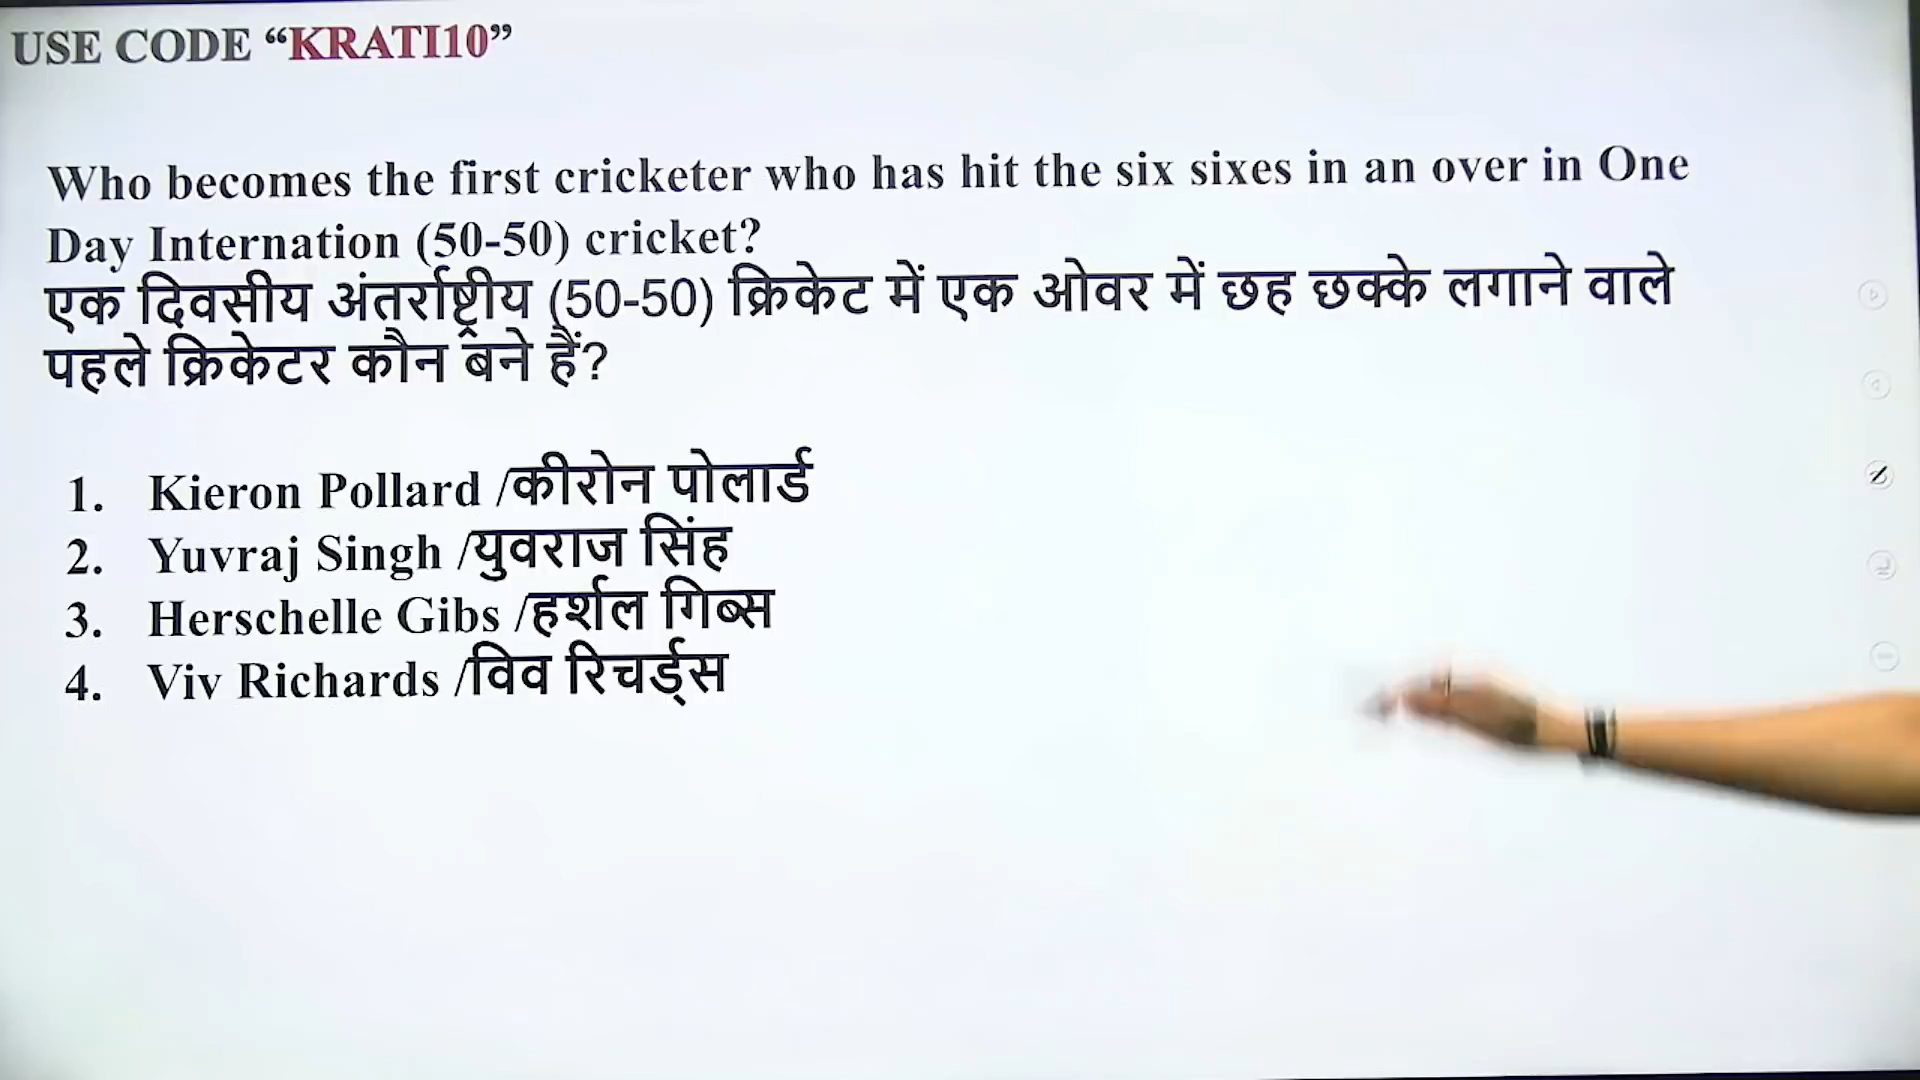 USE CODE “KRATI10”
Who becomes the first cricketer who has hit the six sixes in an over in One
Day Internation (50-50) cricket?
एक दिवसीय अंतर्राष्ट्रीय (50-50) क्रिकेट में एक ओवर में छह छक्के लगाने वाले
पहले क्रिकेटर कौन बने हैं?
1. Kieron Pollard /कीरोन पोलार्ड
2. Yuvraj Singh /युवराज सिंह
3. Herschelle Gibs /हर्शल गिब्स
4. Viv Richards /विव रिचर्ड्स